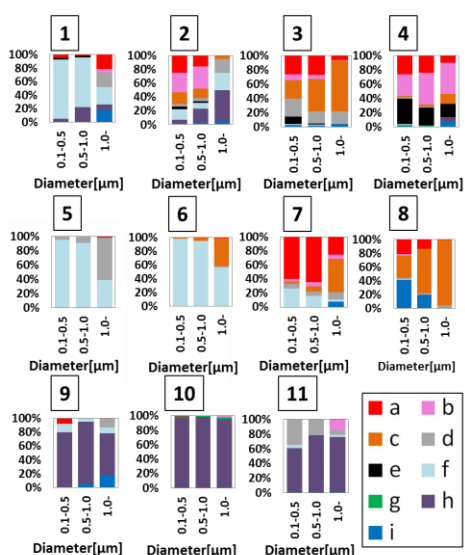 1 2 3 4
100% 100% 100% 100%
80% 80% 80% 80%
60% 60% 60% 60%
40% 40% 40% 40%
20% 20% 20% 20%
0% 0% 0% 0%
0.1-0.5 0.5-1.0 1.0- 0.1-0.5 0.5-1.0 1.0- 0.1-0.5 0.5-1.0 1.0- 0.1-0.5 0.5-1.0 1.0-
Diameter[μm] Diameter[μm] Diameter[μm] Diameter[μm]
5 6 7 8
100% 100% 100% 100%
80% 80% 80% 80%
60% 60% 60% 60%
40% 40% 40% 40%
20% 20% 20% 20%
0% 0% 0% 0%
0.1-0.5 0.5-1.0 1.0- 0.1-0.5 0.5-1.0 1.0- 0.1-0.5 0.5-1.0 1.0- 0.1-0.5 0.5-1.0 1.0-
Diameter[μm] Diameter[μm] Diameter[μm] Diameter[μm]
9 10 11
100% 100% 100%
80% 80% 80%
60% 60% 60%
40% 40% 40%
20% 20% 20%
0% 0% 0%
0.1-0.5 0.5-1.0 1.0- 0.1-0.5 0.5-1.0 1.0- 0.1-0.5 0.5-1.0 1.0-
Diameter[μm] Diameter[μm] Diameter[μm]
a b
c d
e f
g h
i